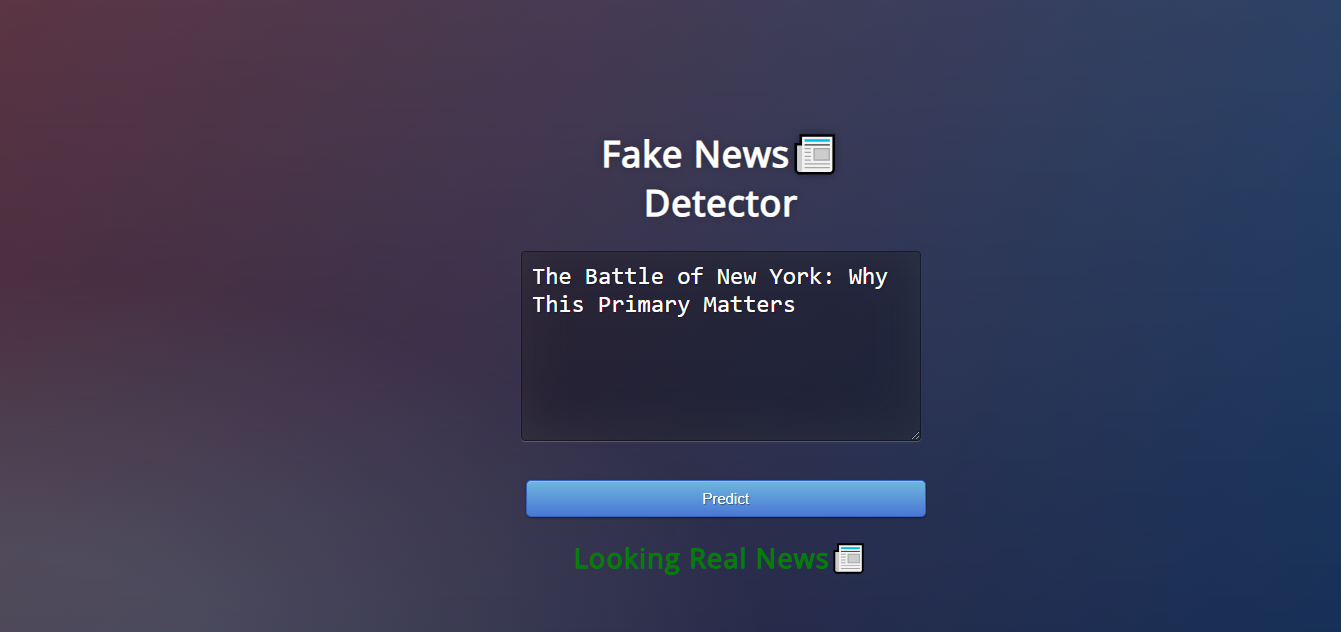 Fake News
Detector
The Battle of New York: Why
This Primary Matters
Predict
Looking Real News